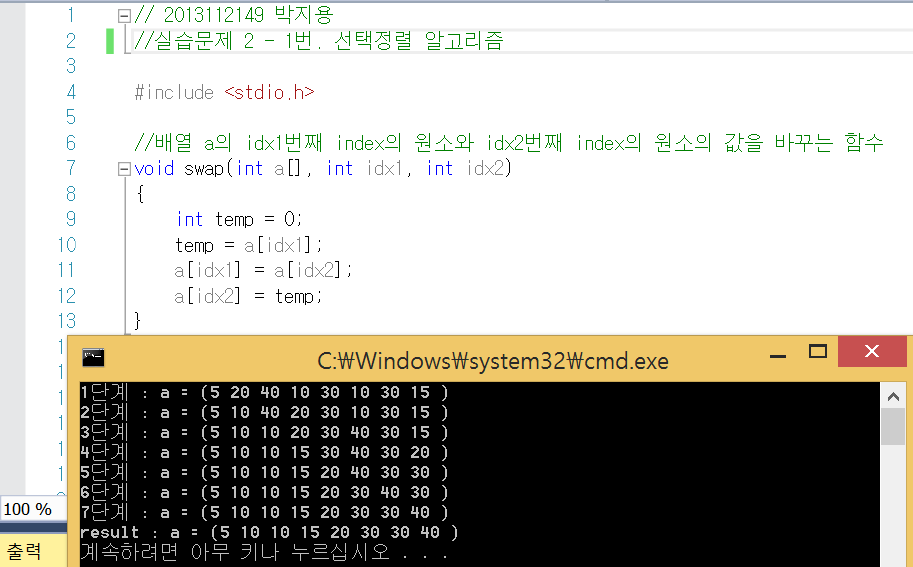 1 // 2013112149 박지용
2 //실습문제 2 - 1번. 선택정렬 알고리즘
3
4 #include <stdio.h>
5
6 //배열 a의 idx1번째 index의 원소와 idx2번째 index의 원소의 값을 바꾸는 함수
7 void swap(int a[], int idx1, int idx2)
8 {
9 int temp = 0;
10 temp = a[idx1];
11 a[idx1] = a[idx2];
12 a[idx2] = temp;
13 }
C:₩Windows₩system32₩cmd.exe
1단계 : a = (5 20 40 10 30 10 30 15 )
2단계 : a = (5 10 40 20 30 10 30 15 )
3단계 : a = (5 10 10 20 30 40 30 15 )
4단계 : a = (5 10 10 15 30 40 30 20 )
5단계 : a = (5 10 10 15 20 40 30 30 )
6단계 : a = (5 10 10 15 20 30 40 30 )
7단계 : a = (5 10 10 15 20 30 30 40 )
result : a = (5 10 10 15 20 30 30 40 )
계속하려면 아무 키나 누르십시오 . . .
100 %
출력